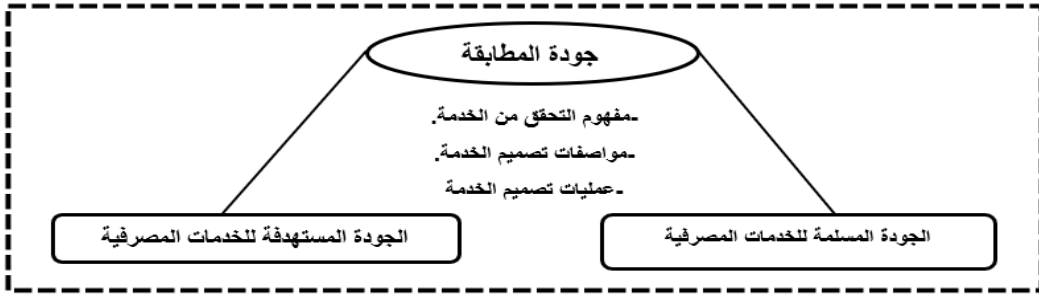 جودة المطابقة
-مفهوم التحقق من الخدمة.
-مواصفات تصميم الخدمة.
-عمليات تصميم الخدمة
الجودة المسلمة للخدمات المصرفية
الجودة المستهدفة للخدمات المصرفية